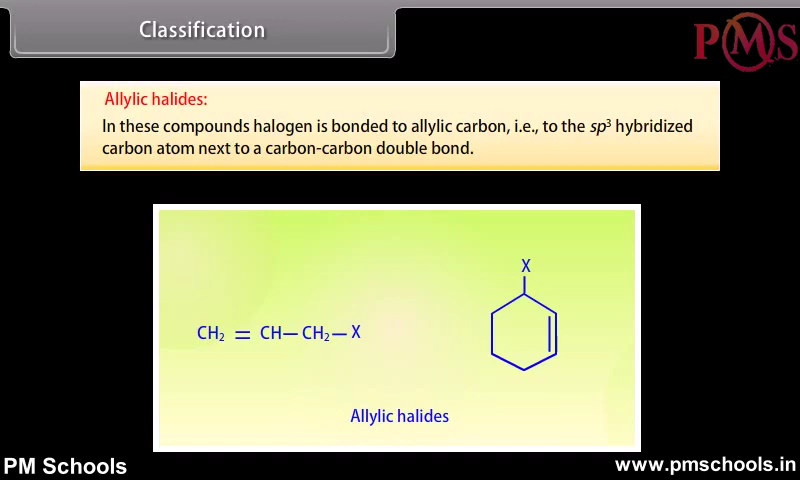 Classification
PMS
Allylic halides:
In these compounds halogen is bonded to allylic carbon, i.e., to the sp³ hybridized
carbon atom next to a carbon-carbon double bond.
X
CH₂ = CH — CH₂ — X
Allylic halides
PM Schools
www.pmschools.in